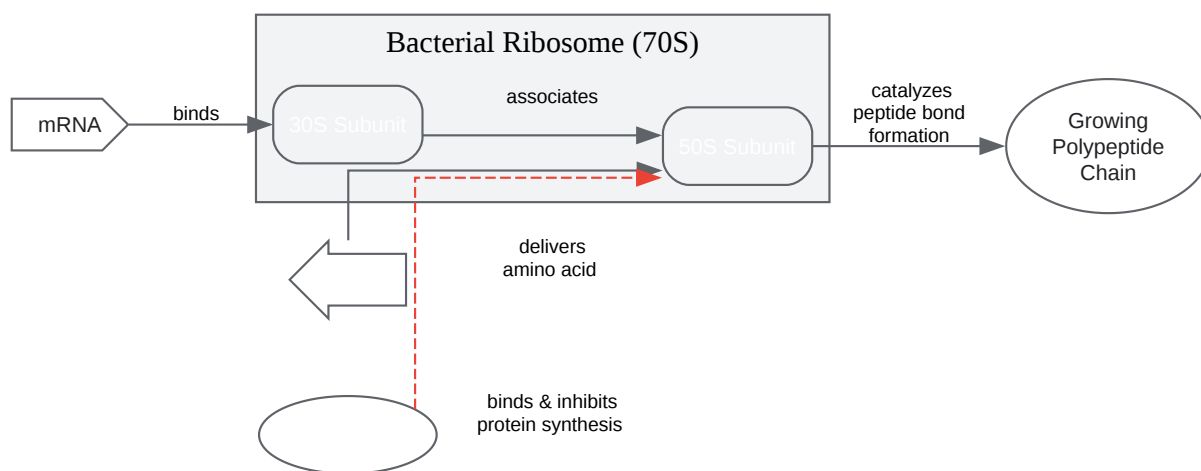 Bacterial Ribosome (70S)
mRNA
binds
30S Subunit
associates
50S Subunit
catalyzes
peptide bond
formation
Growing
Polypeptide
Chain
delivers
amino acid
binds & inhibits
protein synthesis